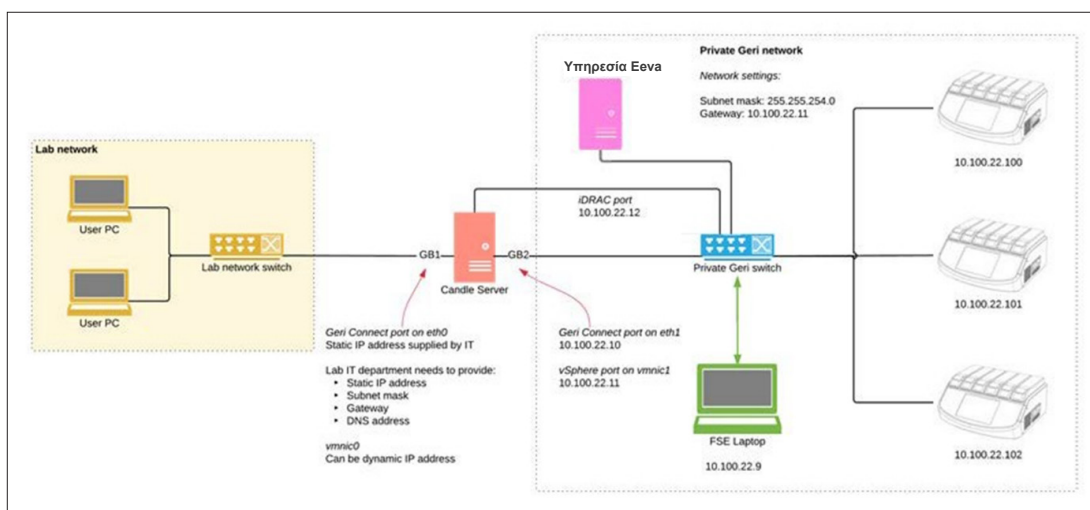 Lab network
User PC
User PC
Lab network switch
GB1
Candle Server
GB2
Geri Connect port on eth0
Static IP address supplied by IT
Lab IT department needs to provide:
• Static IP address
• Subnet mask
• Gateway
• DNS address
vmnic0
Can be dynamic IP address
Private Geri network
Network settings:
Subnet mask: 255.255.254.0
Gateway: 10.100.22.11
Υπηρεσία Eeva
iDRAC port
10.100.22.12
Private Geri switch
Geri Connect port on eth1
10.100.22.10
vSphere port on vmnic1
10.100.22.11
FSE Laptop
10.100.22.9
10.100.22.100
10.100.22.101
10.100.22.102